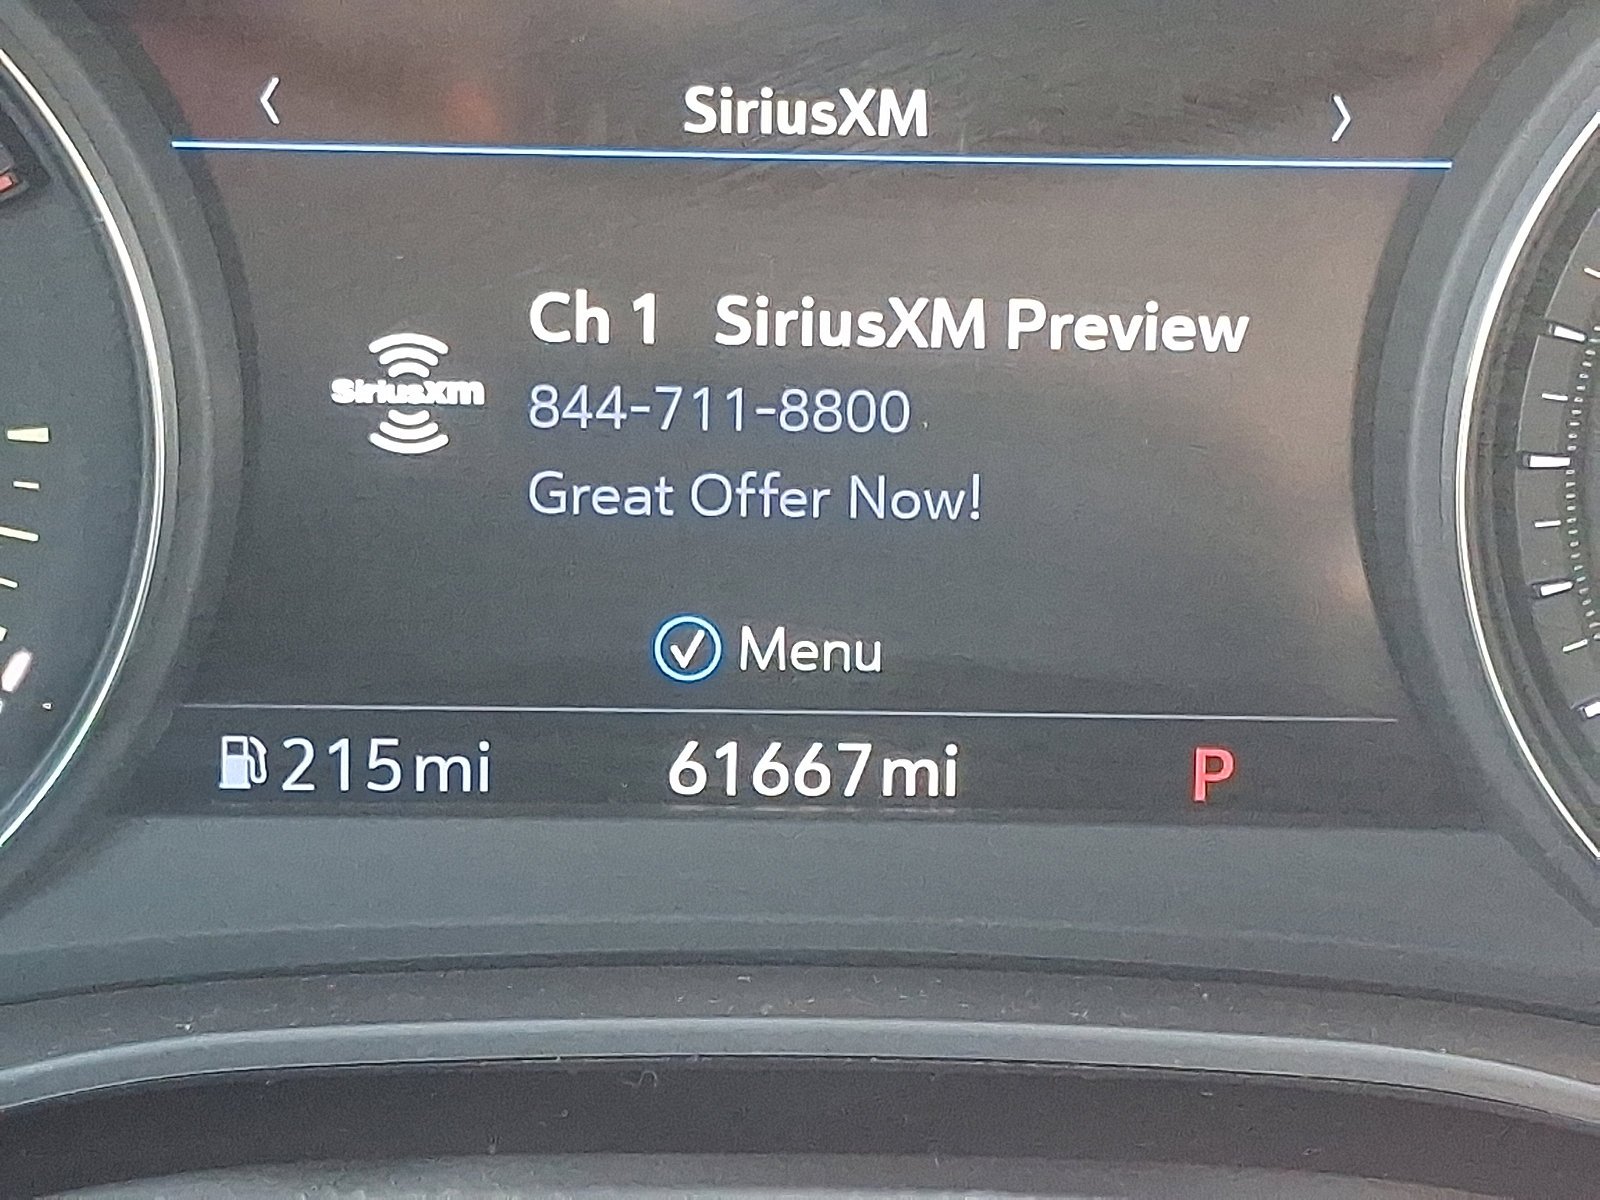 SiriusXM
Ch 1 SiriusXM Preview
SiriusXM
844-711-8800
Great Offer Now!
Menu
215mi 61667mi P